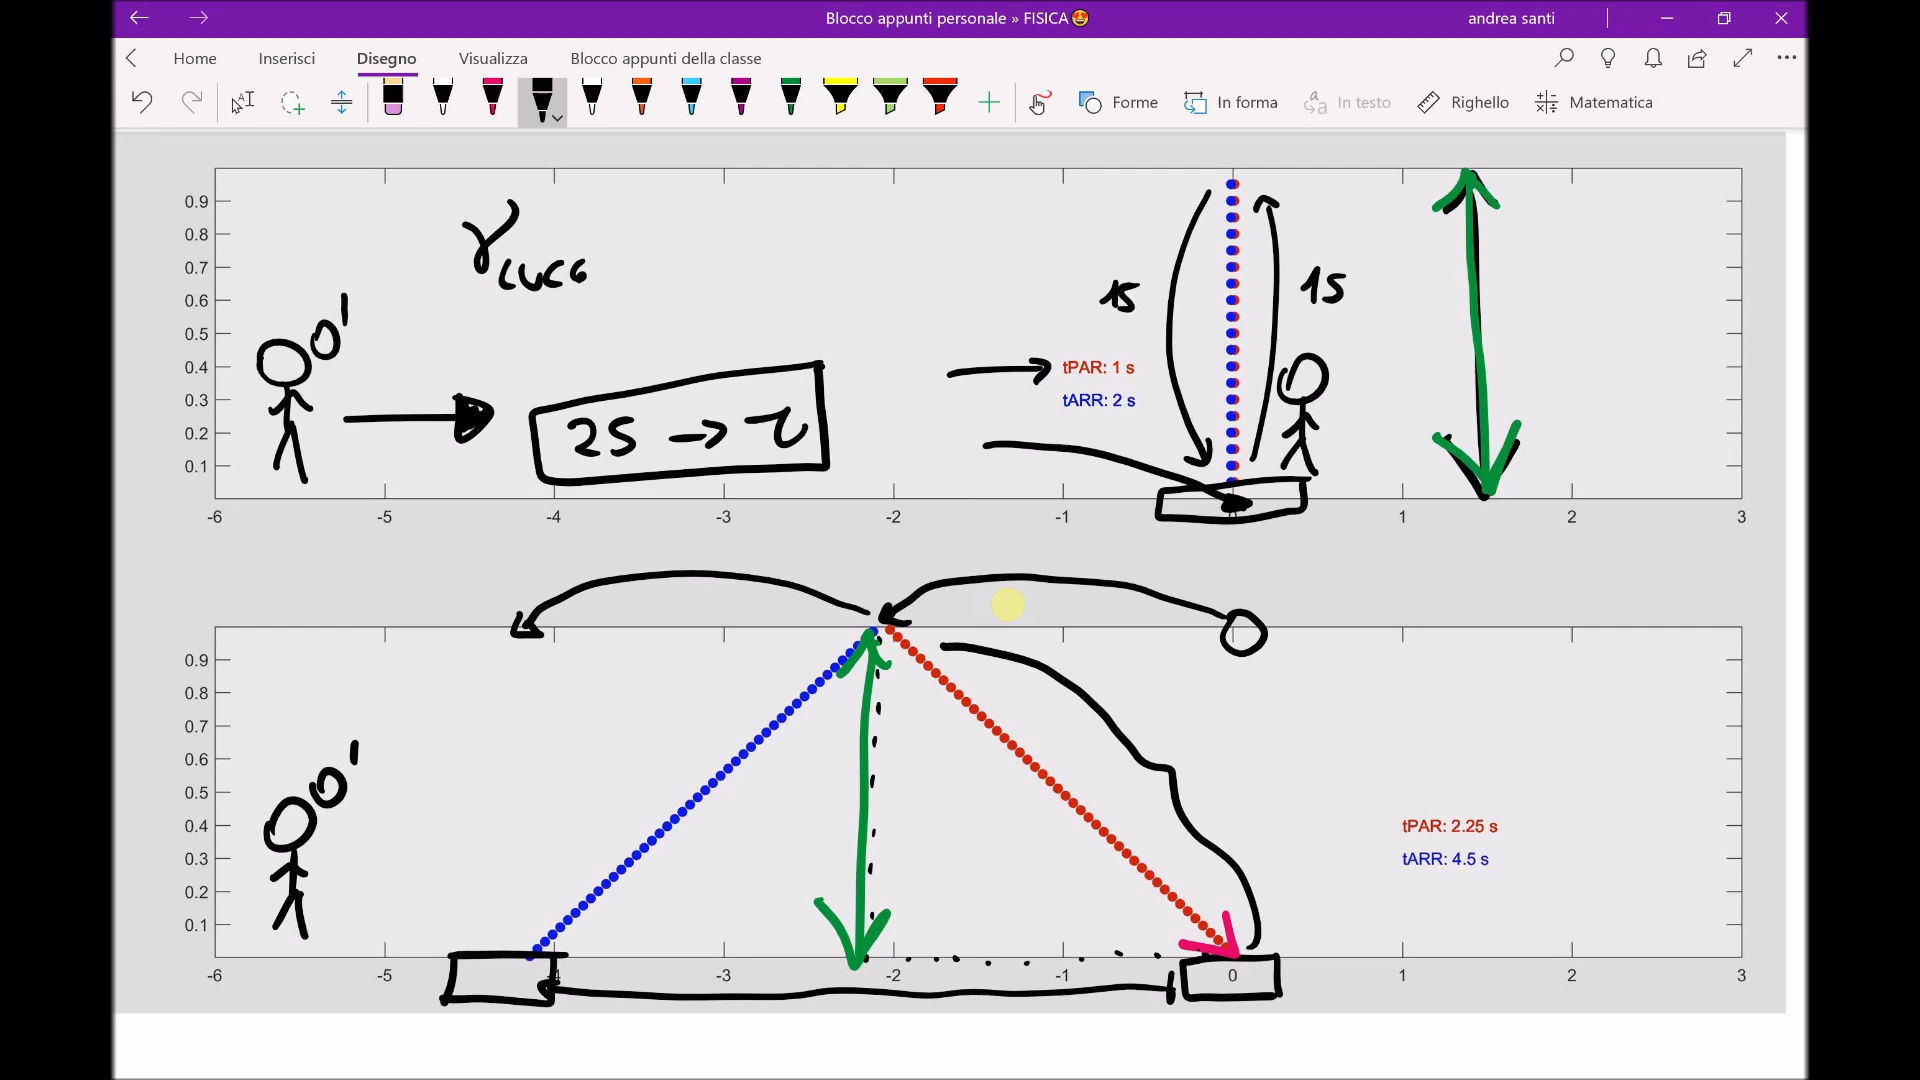 Blocco appunti personale » FISICA😍
andrea santi
Home Inserisci Disegno Visualizza Blocco appunti della classe
Forme In forma In testo Righello Matematica
0.9
0.8
0.7
0.6
0.5
0.4
0.3
0.2
0.1
γ LUCE
O'
2S → τ
1S
1S
tPAR: 1 s
tARR: 2 s
-6 -5 -4 -3 -2 -1 1 2 3
0.9
0.8
0.7
0.6
0.5
0.4
0.3
0.2
0.1
O'
tPAR: 2.25 s
tARR: 4.5 s
-6 -5 -4 -3 -2 -1 0 1 2 3